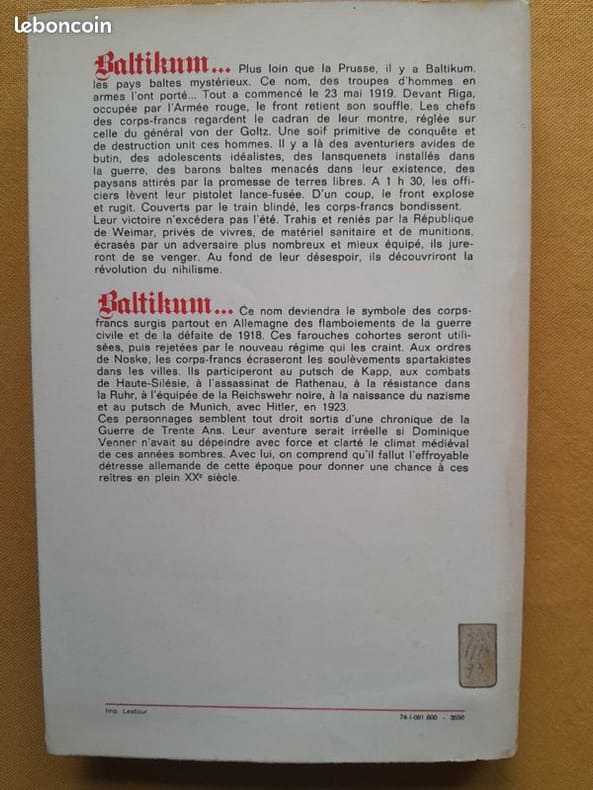 leboncoin
Baltikum... Plus loin que la Prusse, il y a Baltikum,
les pays baltes mystérieux. Ce nom, des troupes d'hommes en
armes l'ont porté... Tout a commencé le 23 mai 1919. Devant Riga,
occupée par l'Armée rouge, le front retient son souffle. Les chefs
des corps-francs regardent le cadran de leur montre, réglée sur
celle du général von der Goltz. Une soif primitive de conquête et
de destruction unit ces hommes. Il y a là des aventuriers avides de
butin, des adolescents idéalistes, des lansquenets installés dans
la guerre, des barons baltes menacés dans leur existence, des
paysans attirés par la promesse de terres libres. A 1 h 30, les offi-
ciers lèvent leur pistolet lance-fusée. D'un coup, le front explose
et rugit. Couverts par le train blindé, les corps-francs bondissent.
Leur victoire n'excédera pas l'été. Trahis et reniés par la République
de Weimar, privés de vivres, de matériel sanitaire et de munitions,
écrasés par un adversaire plus nombreux et mieux équipé, ils jure-
ront de se venger. Au fond de leur désespoir, ils découvriront la
révolution du nihilisme.
Baltikum... Ce nom deviendra le symbole des corps-
francs surgis partout en Allemagne des flamboiements de la guerre
civile et de la défaite de 1918. Ces farouches cohortes seront utili-
sées, puis rejetées par le nouveau régime qui les craint. Aux ordres
de Noske, les corps-francs écraseront les soulèvements spartakistes
dans les villes. Ils participeront au putsch de Kapp, aux combats
de Haute-Silésie, à l'assassinat de Rathenau, à la résistance dans
la Ruhr, à l'équipée de la Reichswehr noire, à la naissance du nazisme
et au putsch de Munich, avec Hitler, en 1923.
Ces personnages semblent tout droit sortis d'une chronique de la
Guerre de Trente Ans. Leur aventure serait irréelle si Dominique
Venner n'avait su dépeindre avec force et clarté le climat médiéval
de ces années sombres. Avec lui, on comprend qu'il fallut l'effroyable
détresse allemande de cette époque pour donner une chance à ces
reîtres en plein XXe siècle.
Imp. Lestour